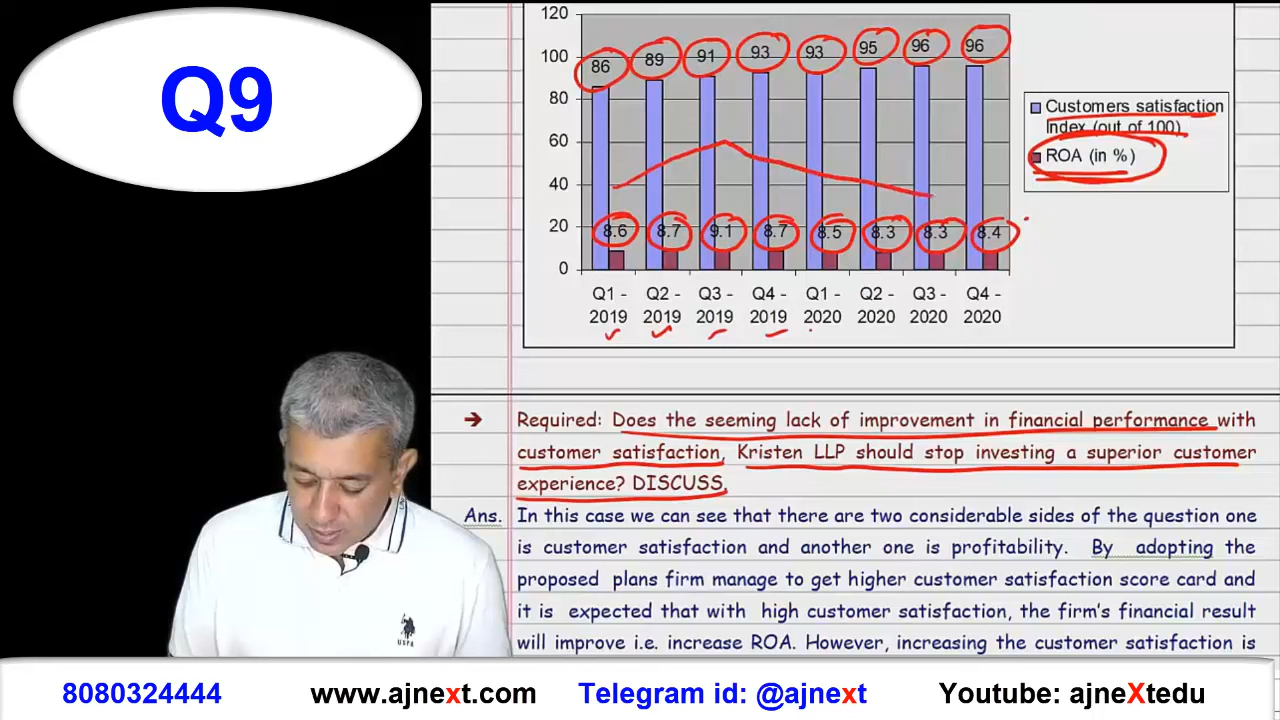 Q9
120
100
80
60
40
20
0
86 89 91 93 93 95 96 96
8.6 8.7 9.1 8.7 8.5 8.3 8.3 8.4
Q1 - Q2 - Q3 - Q4 - Q1 - Q2 - Q3 - Q4 -
2019 2019 2019 2019 2020 2020 2020 2020
Customers satisfaction
Index (out of 100)
ROA (in %)
➔ Required: Does the seeming lack of improvement in financial performance with
customer satisfaction, Kristen LLP should stop investing a superior customer
experience? DISCUSS.
Ans. In this case we can see that there are two considerable sides of the question one
is customer satisfaction and another one is profitability. By adopting the
proposed plans firm manage to get higher customer satisfaction score card and
it is expected that with high customer satisfaction, the firm's financial result
will improve i.e. increase ROA. However, increasing the customer satisfaction is
USPA
8080324444 www.ajnext.com Telegram id: @ajnext Youtube: ajneXtedu